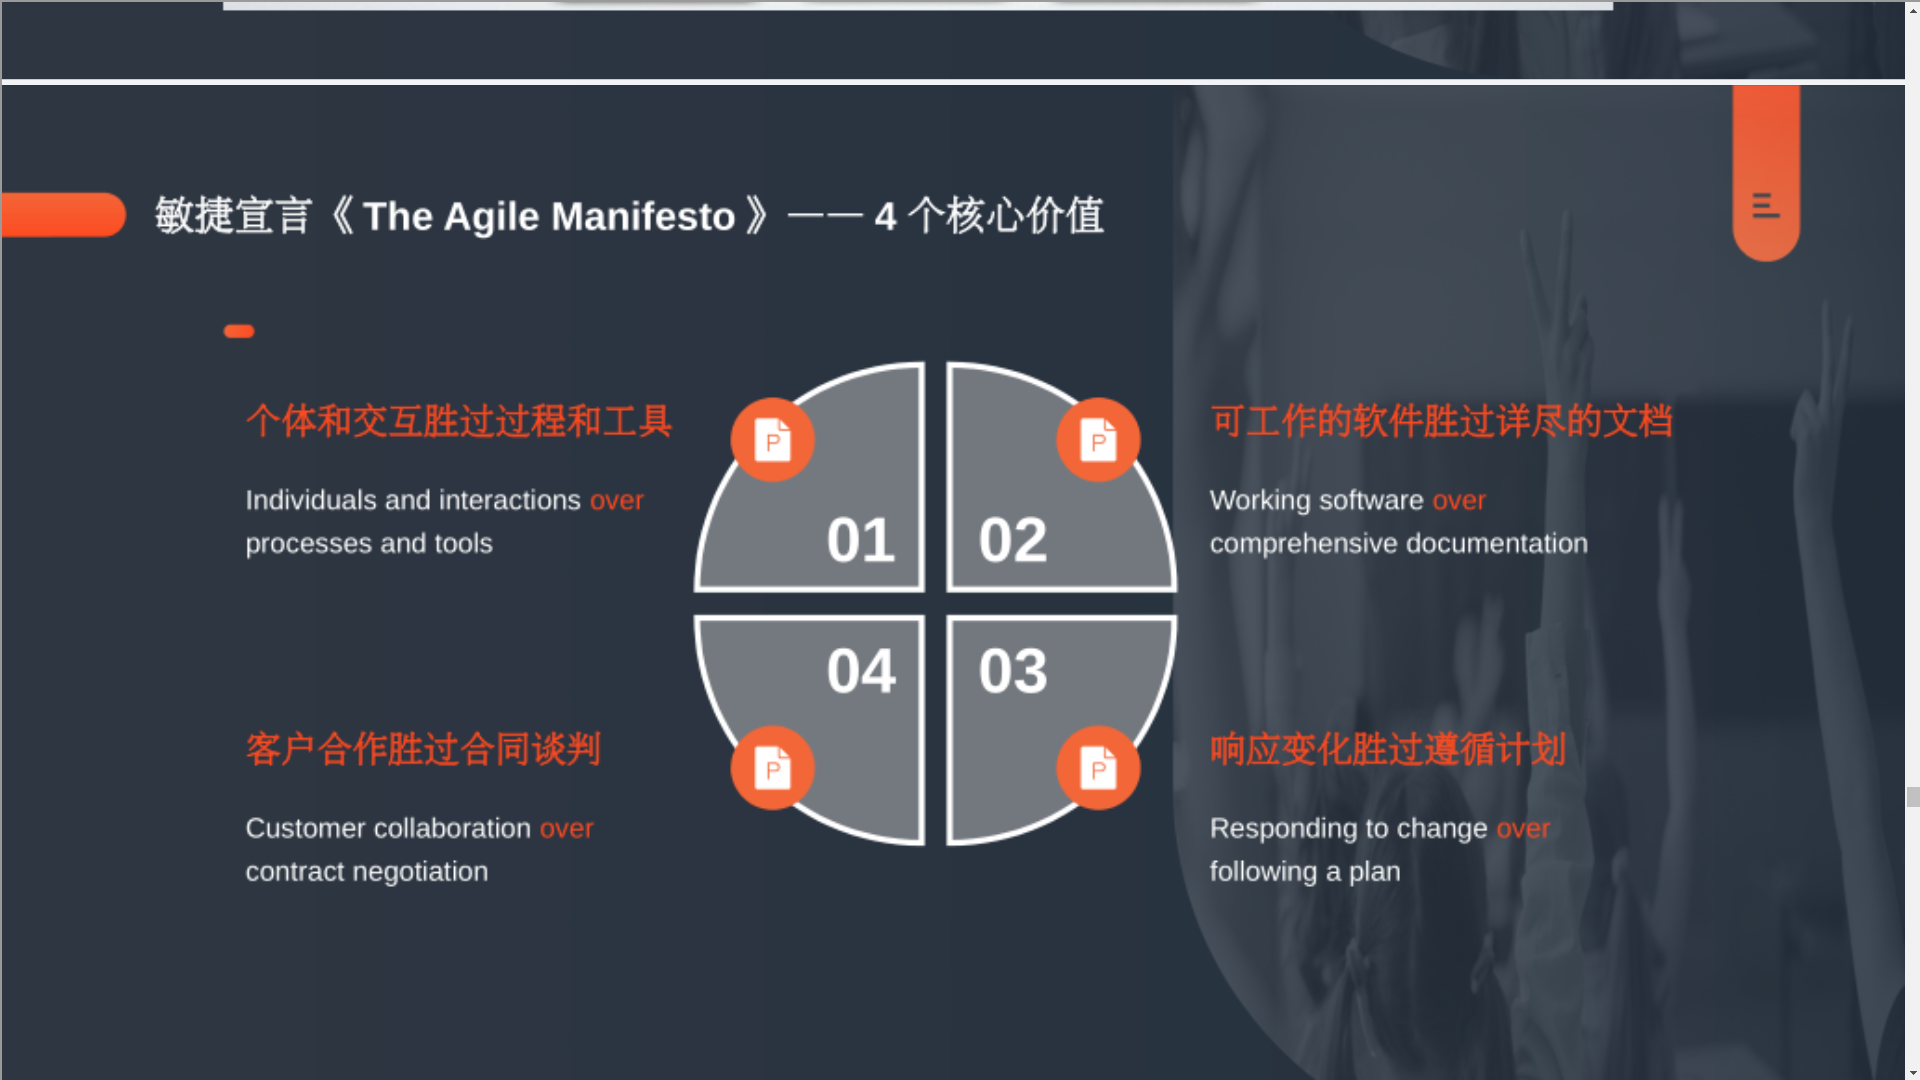 敏捷宣言《 The Agile Manifesto 》—— 4 个核心价值
个体和交互胜过过程和工具
Individuals and interactions over
processes and tools
P
01
P
02
可工作的软件胜过详尽的文档
Working software over
comprehensive documentation
客户合作胜过合同谈判
Customer collaboration over
contract negotiation
04
P
03
P
响应变化胜过遵循计划
Responding to change over
following a plan